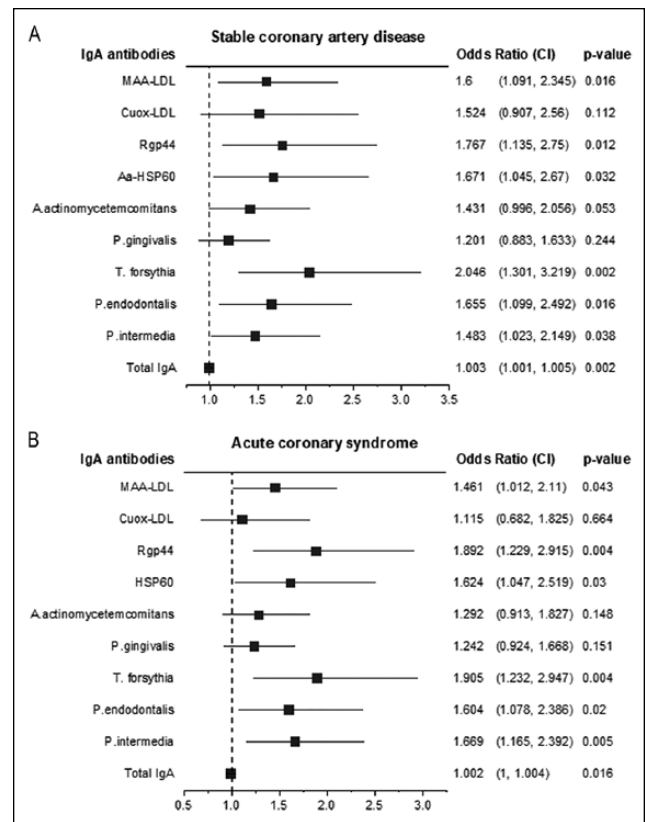 A
Stable coronary artery disease
IgA antibodies Odds Ratio (CI) p-value
MAA-LDL 1.6 (1.091, 2.345) 0.016
Cuox-LDL 1.524 (0.907, 2.56) 0.112
Rgp44 1.767 (1.135, 2.75) 0.012
Aa-HSP60 1.671 (1.045, 2.67) 0.032
A.actinomycetemcomitans 1.431 (0.996, 2.056) 0.053
P.gingivalis 1.201 (0.883, 1.633) 0.244
T. forsythia 2.046 (1.301, 3.219) 0.002
P.endodontalis 1.655 (1.099, 2.492) 0.016
P.intermedia 1.483 (1.023, 2.149) 0.038
Total IgA 1.003 (1.001, 1.005) 0.002
1.0 1.5 2.0 2.5 3.0 3.5
B
Acute coronary syndrome
IgA antibodies Odds Ratio (CI) p-value
MAA-LDL 1.461 (1.012, 2.11) 0.043
Cuox-LDL 1.115 (0.682, 1.825) 0.664
Rgp44 1.892 (1.229, 2.915) 0.004
HSP60 1.624 (1.047, 2.519) 0.03
A.actinomycetemcomitans 1.292 (0.913, 1.827) 0.148
P.gingivalis 1.242 (0.924, 1.668) 0.151
T. forsythia 1.905 (1.232, 2.947) 0.004
P.endodontalis 1.604 (1.078, 2.386) 0.02
P.intermedia 1.669 (1.165, 2.392) 0.005
Total IgA 1.002 (1, 1.004) 0.016
0.5 1.0 1.5 2.0 2.5 3.0